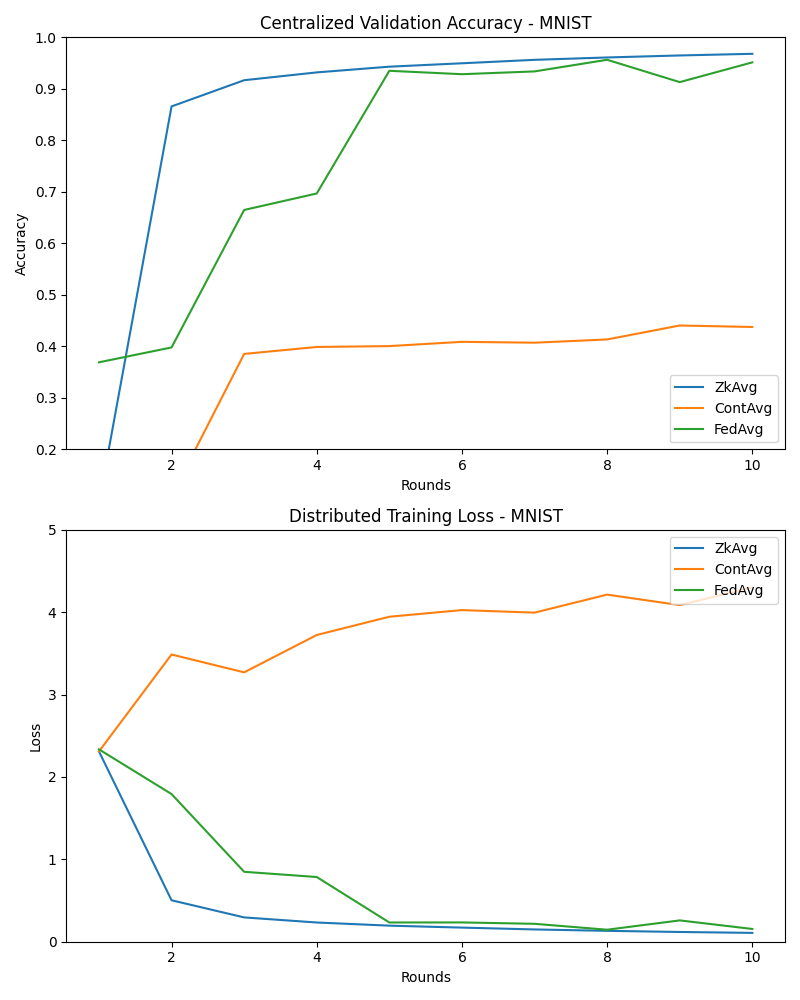 Centralized Validation Accuracy - MNIST
1.0
0.9
0.8
0.7
0.6
0.5
0.4
0.3
0.2
Accuracy
ZkAvg
ContAvg
FedAvg
2 4 6 8 10
Rounds
Distributed Training Loss - MNIST
5
4
3
2
1
0
Loss
ZkAvg
ContAvg
FedAvg
2 4 6 8 10
Rounds